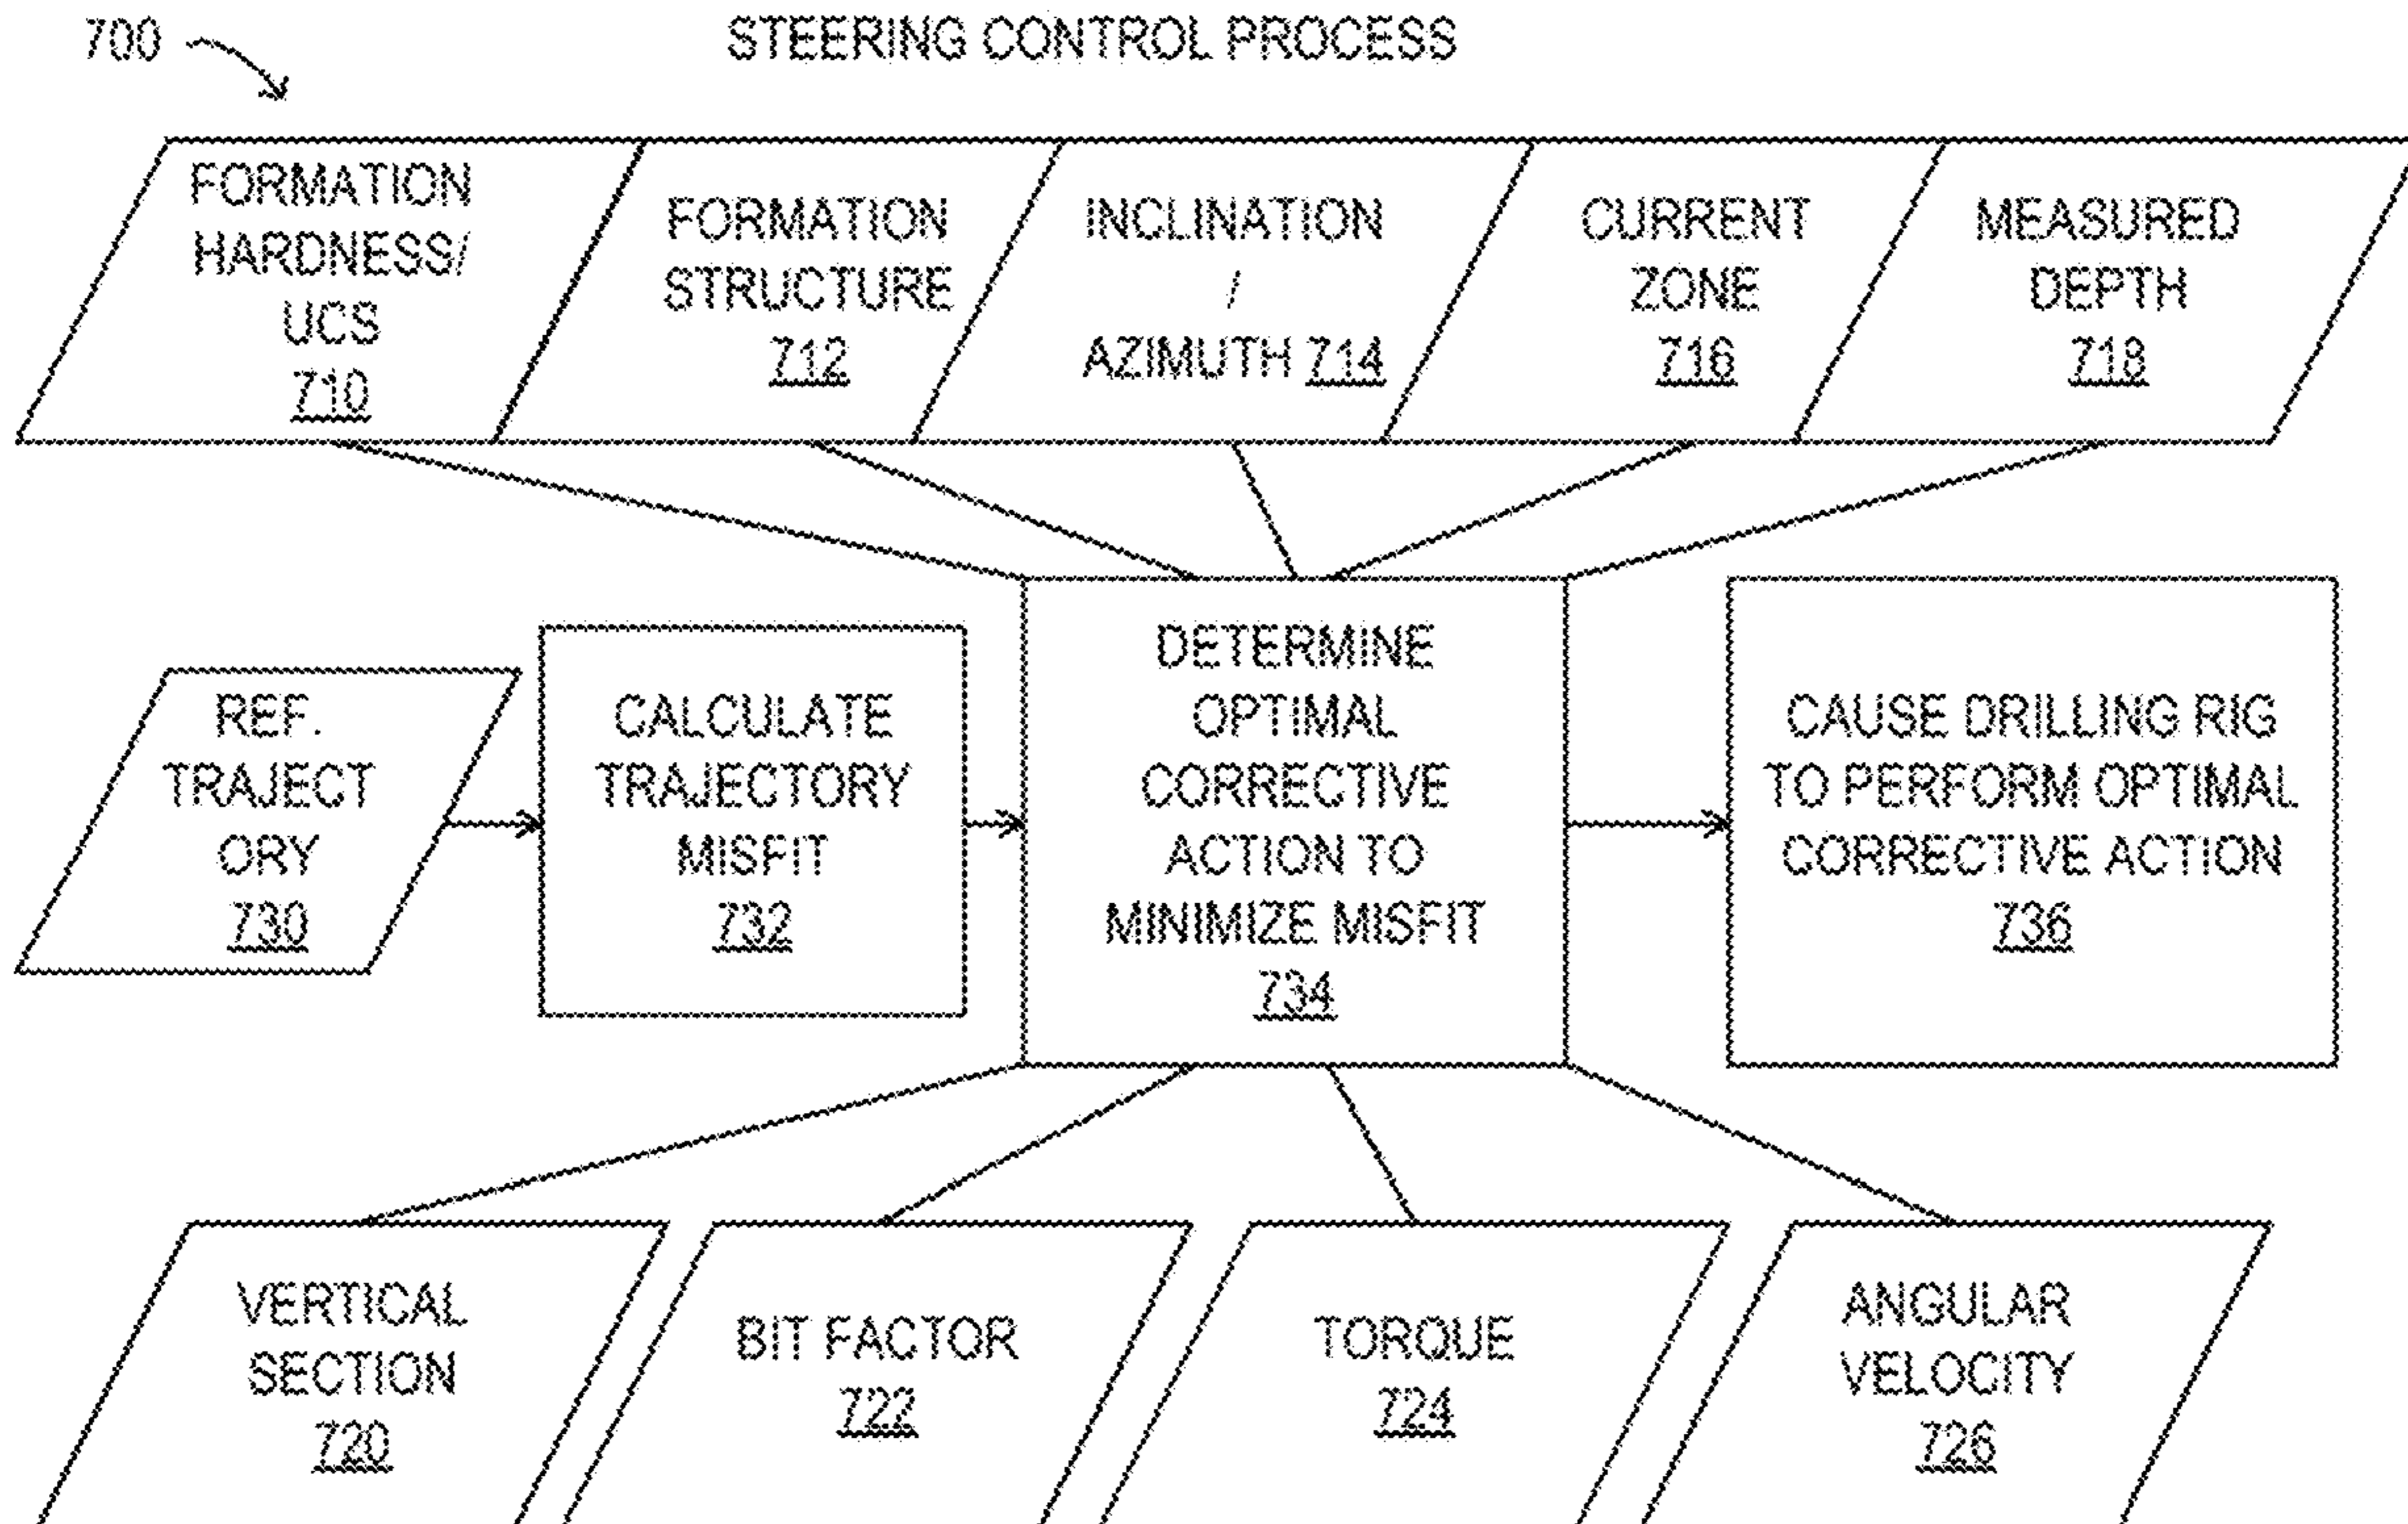 700
STEERING CONTROL PROCESS
FORMATION
HARDNESS/
UCS
710
FORMATION
STRUCTURE
712
INCLINATION
/
AZIMUTH 714
CURRENT
ZONE
716
MEASURED
DEPTH
718
REF.
TRAJECT
ORY
730
CALCULATE
TRAJECTORY
MISFIT
732
DETERMINE
OPTIMAL
CORRECTIVE
ACTION TO
MINIMIZE MISFIT
734
CAUSE DRILLING RIG
TO PERFORM OPTIMAL
CORRECTIVE ACTION
736
VERTICAL
SECTION
720
BIT FACTOR
722
TORQUE
724
ANGULAR
VELOCITY
726